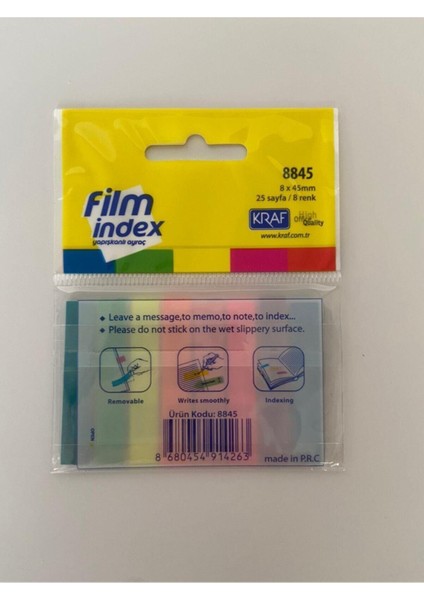 8845
8 x 45mm
25 sayfa / 8 renk
film
index
yapışkanlı ayraç
KRAF
High
Office
Quality
www.kraf.com.tr
Leave a message,to memo,to note,to index...
Please do not stick on the wet slippery surface.
Removable
Writes smoothly
Indexing
Ürün Kodu: 8845
8 680454 914263
made in P.R.C